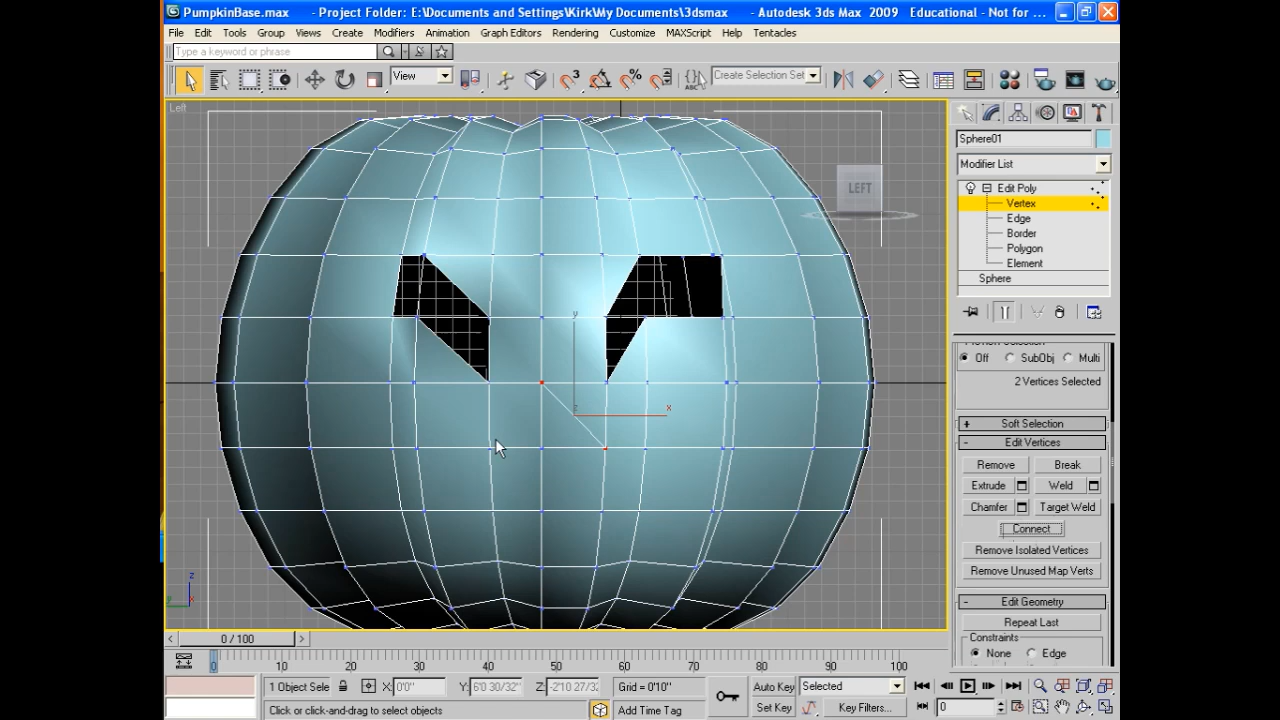 PumpkinBase.max - Project Folder: E:\Documents and Settings\Kirk\My Documents\3dsmax - Autodesk 3ds Max 2009 Educational - Not for ...
File Edit Tools Group Views Create Modifiers Animation Graph Editors Rendering Customize MAXScript Help Tentacles
Type a keyword or phrase
View
Create Selection Set
Left
LEFT
y
x
z
z
y
x
Sphere01
Modifier List
Edit Poly
Vertex
Edge
Border
Polygon
Element
Sphere
Off SubObj Multi
2 Vertices Selected
+ Soft Selection
- Edit Vertices
Remove Break
Extrude Weld
Chamfer Target Weld
Connect
Remove Isolated Vertices
Remove Unused Map Verts
- Edit Geometry
Repeat Last
Constraints
None Edge
< 0 / 100 >
0 10 20 30 40 50 60 70 80 90 100
1 Object Sele X: 0'0" Y: 6'0 30/32" Z: -2'10 27/32 Grid = 0'10" Auto Key Selected
Click or click-and-drag to select objects Add Time Tag Set Key Key Filters... 0